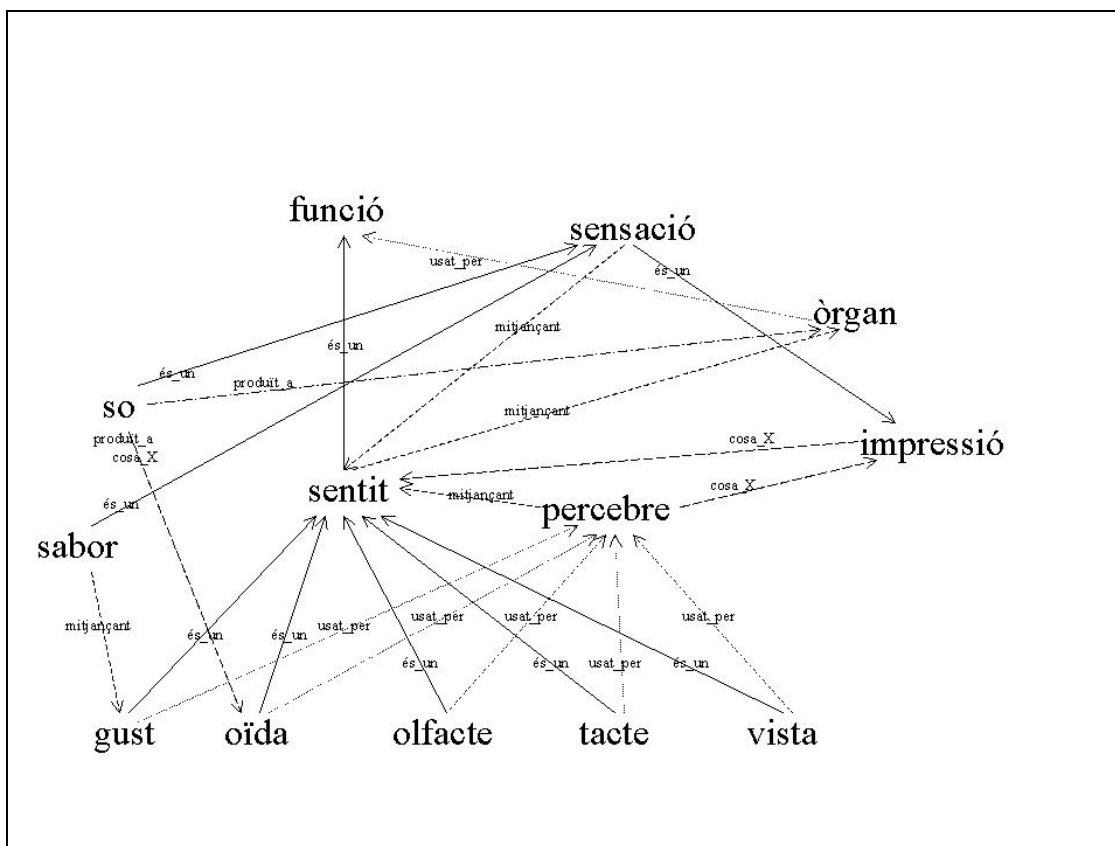 funció
sensació
usat_per
és_un
òrgan
mitjançant
és_un
és_un
produït_a
so
mitjançant
produït_a
cosa_X
cosa_X
impressió
sentit
mitjançant
cosa_X
percebre
és_un
sabor
mitjançant
és_un
és_un
usat_per
usat_per
usat_per
usat_per
és_un
és_un
usat_per
és_un
gust
oïda
olfacte
tacte
vista